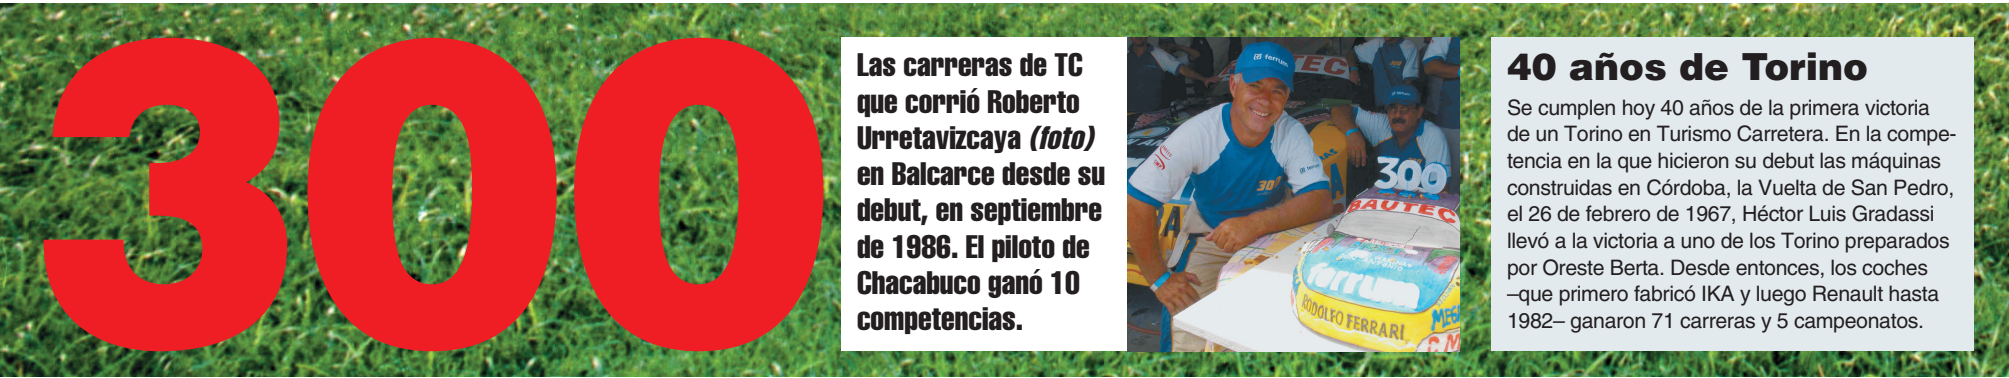 300
Las carreras de TC
que corrió Roberto
Urretavizcaya (foto)
en Balcarce desde su
debut, en septiembre
de 1986. El piloto de
Chacabuco ganó 10
competencias.
ferrum
EC
300
300
BAUTEC
ferrum
RODOLFO FERRARI
40 años de Torino
Se cumplen hoy 40 años de la primera victoria
de un Torino en Turismo Carretera. En la compe-
tencia en la que hicieron su debut las máquinas
construidas en Córdoba, la Vuelta de San Pedro,
el 26 de febrero de 1967, Héctor Luis Gradassi
llevó a la victoria a uno de los Torino preparados
por Oreste Berta. Desde entonces, los coches
–que primero fabricó IKA y luego Renault hasta
1982– ganaron 71 carreras y 5 campeonatos.